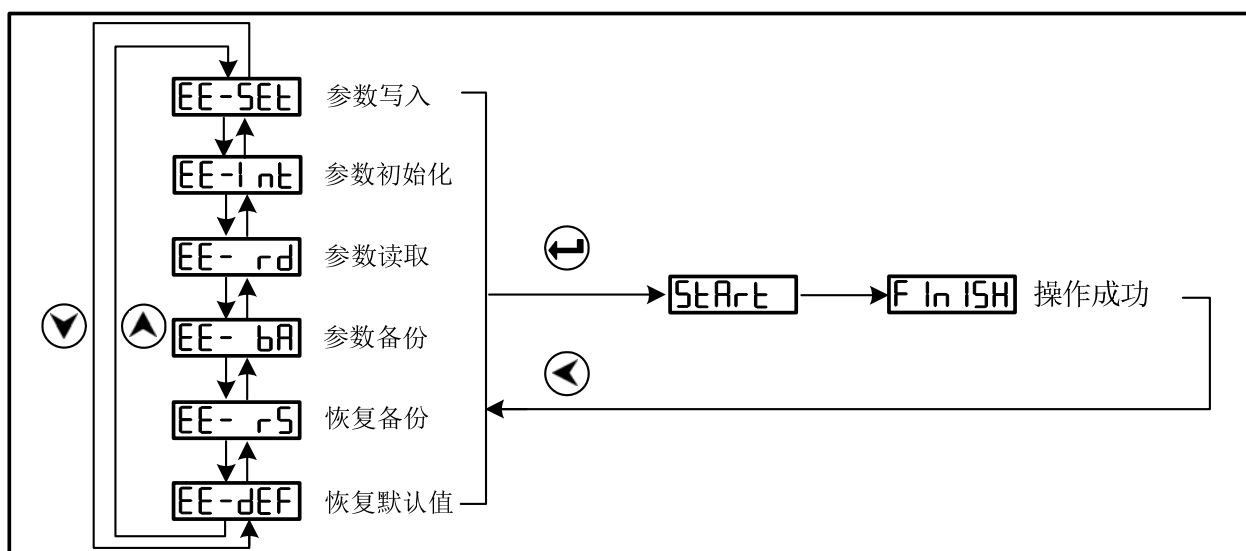 EE-SEt 参数写入
EE-Int 参数初始化
EE- rd 参数读取
EE- bA 参数备份
EE- rS 恢复备份
EE-dEF 恢复默认值
StArt
FInISH 操作成功